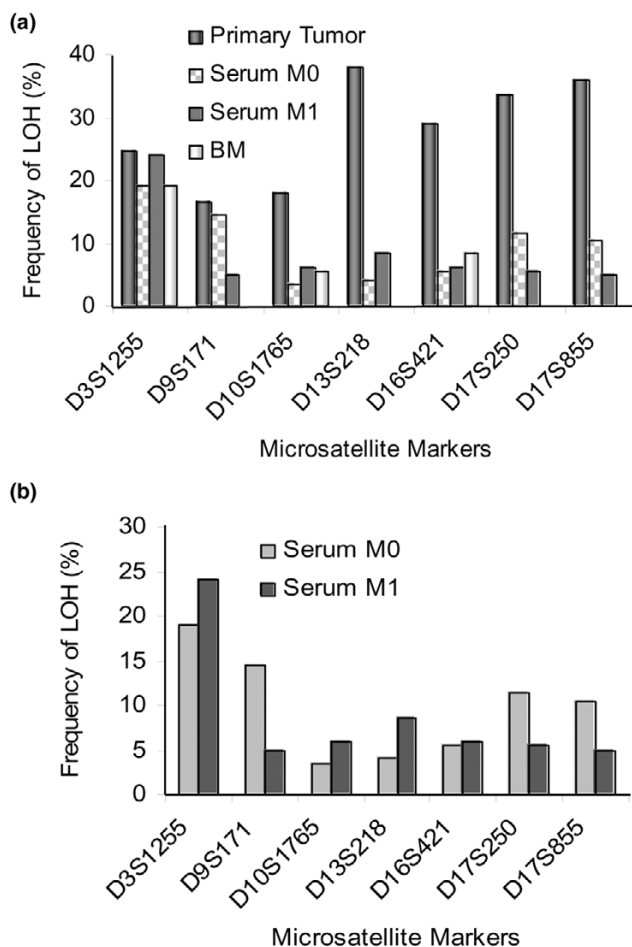 (a)
Primary Tumor
Serum M0
Serum M1
BM
40
30
20
10
0
Frequency of LOH (%)
D3S1255
D9S171
D10S1765
D13S218
D16S421
D17S250
D17S855
Microsatellite Markers
(b)
Serum M0
Serum M1
30
25
20
15
10
5
0
Frequency of LOH (%)
D3S1255
D9S171
D10S1765
D13S218
D16S421
D17S250
D17S855
Microsatellite Markers